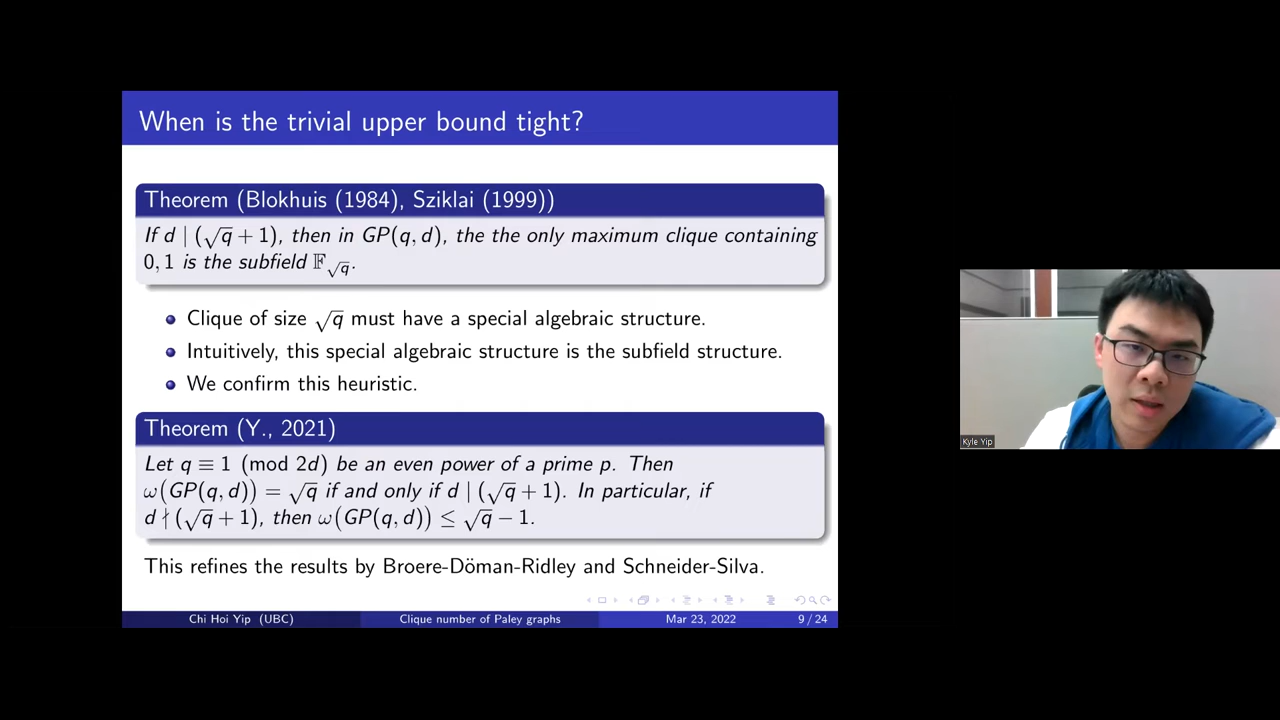 When is the trivial upper bound tight?
Theorem (Blokhuis (1984), Sziklai (1999))
If d | (√q + 1), then in GP(q, d), the the only maximum clique containing
0, 1 is the subfield 𝔽_√q.
Clique of size √q must have a special algebraic structure.
Intuitively, this special algebraic structure is the subfield structure.
We confirm this heuristic.
Theorem (Y., 2021)
Let q ≡ 1 (mod 2d) be an even power of a prime p. Then
ω(GP(q, d)) = √q if and only if d | (√q + 1). In particular, if
d ∤ (√q + 1), then ω(GP(q, d)) ≤ √q − 1.
This refines the results by Broere-Döman-Ridley and Schneider-Silva.
Chi Hoi Yip (UBC) Clique number of Paley graphs Mar 23, 2022 9 / 24
Kyle Yip